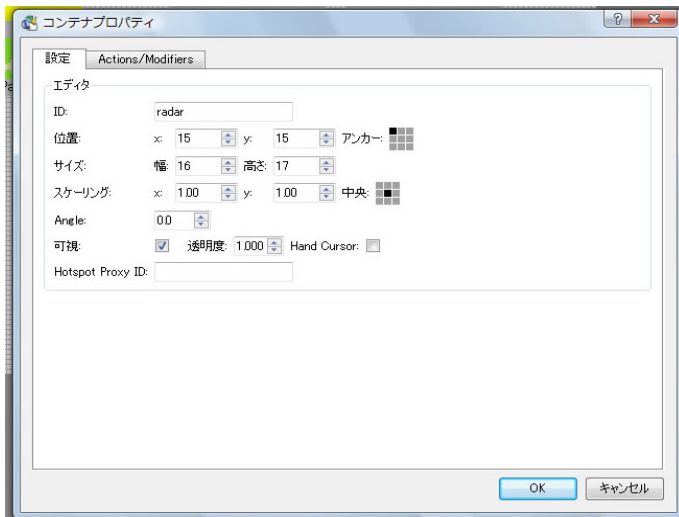 コンテナプロパティ
設定 Actions/Modifiers
エディタ
ID: radar
位置: x: 15 y: 15 アンカー:
サイズ: 幅: 16 高さ: 17
スケーリング: x: 1.00 y: 1.00 中央:
Angle: 0.0
可視: 透明度: 1.000 Hand Cursor:
Hotspot Proxy ID:
OK キャンセル